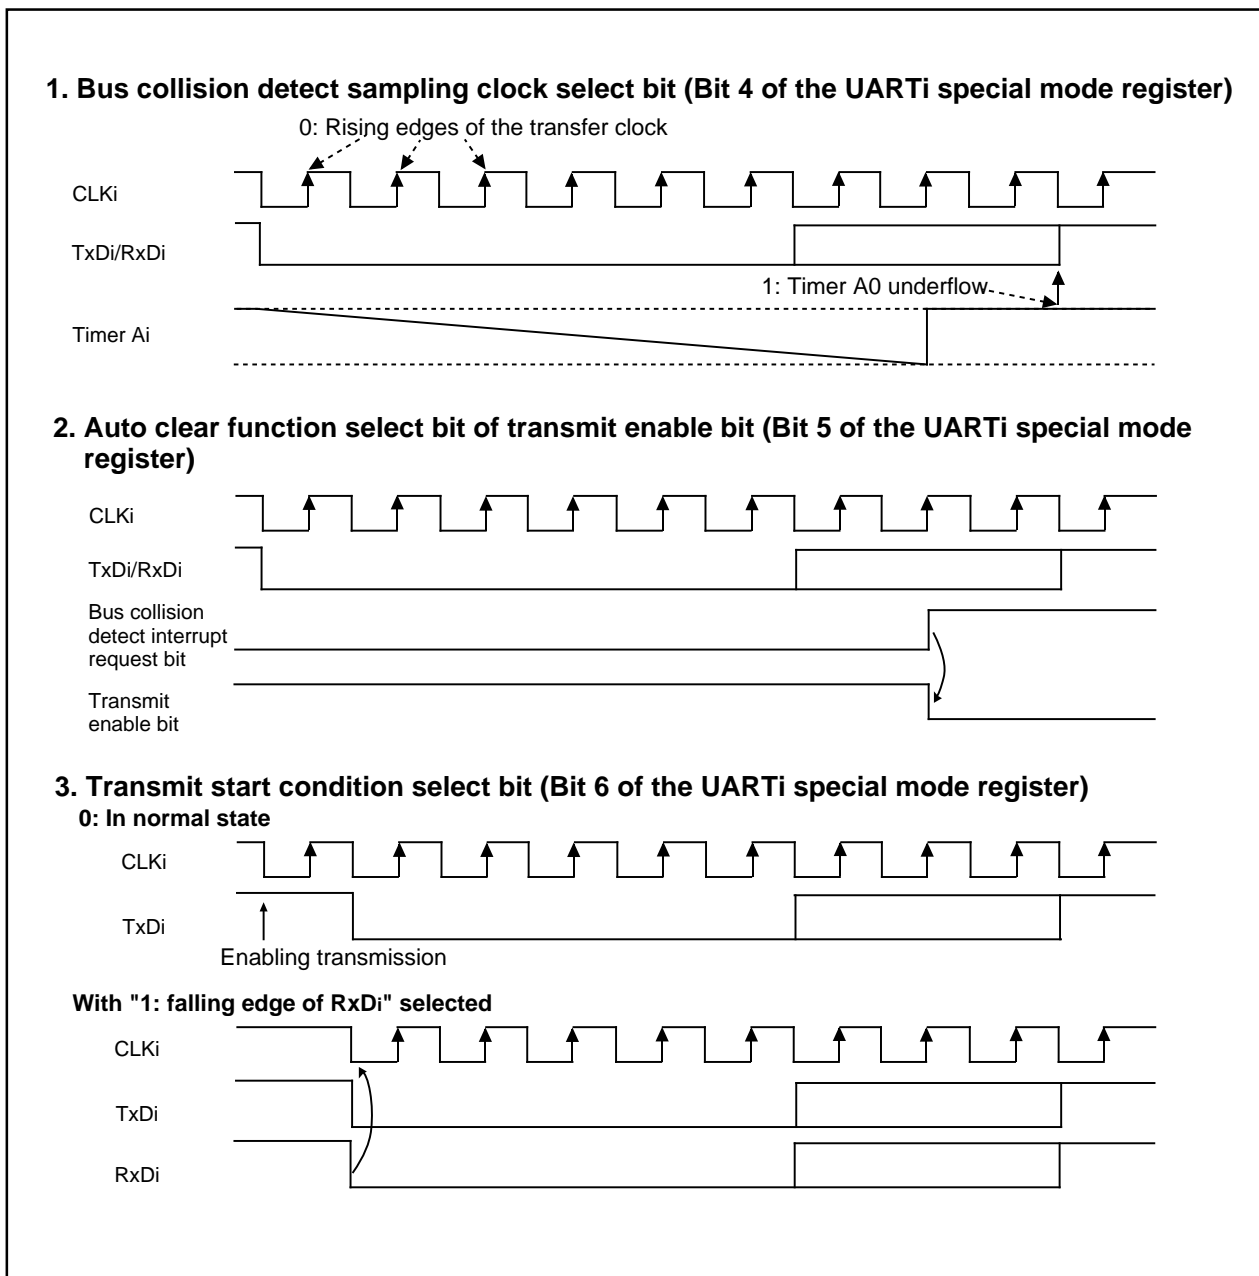 1. Bus collision detect sampling clock select bit (Bit 4 of the UARTi special mode register)
0: Rising edges of the transfer clock
CLKi
TxDi/RxDi
1: Timer A0 underflow
Timer Ai
2. Auto clear function select bit of transmit enable bit (Bit 5 of the UARTi special mode
register)
CLKi
TxDi/RxDi
Bus collision
detect interrupt
request bit
Transmit
enable bit
3. Transmit start condition select bit (Bit 6 of the UARTi special mode register)
0: In normal state
CLKi
TxDi
Enabling transmission
With "1: falling edge of RxDi" selected
CLKi
TxDi
RxDi